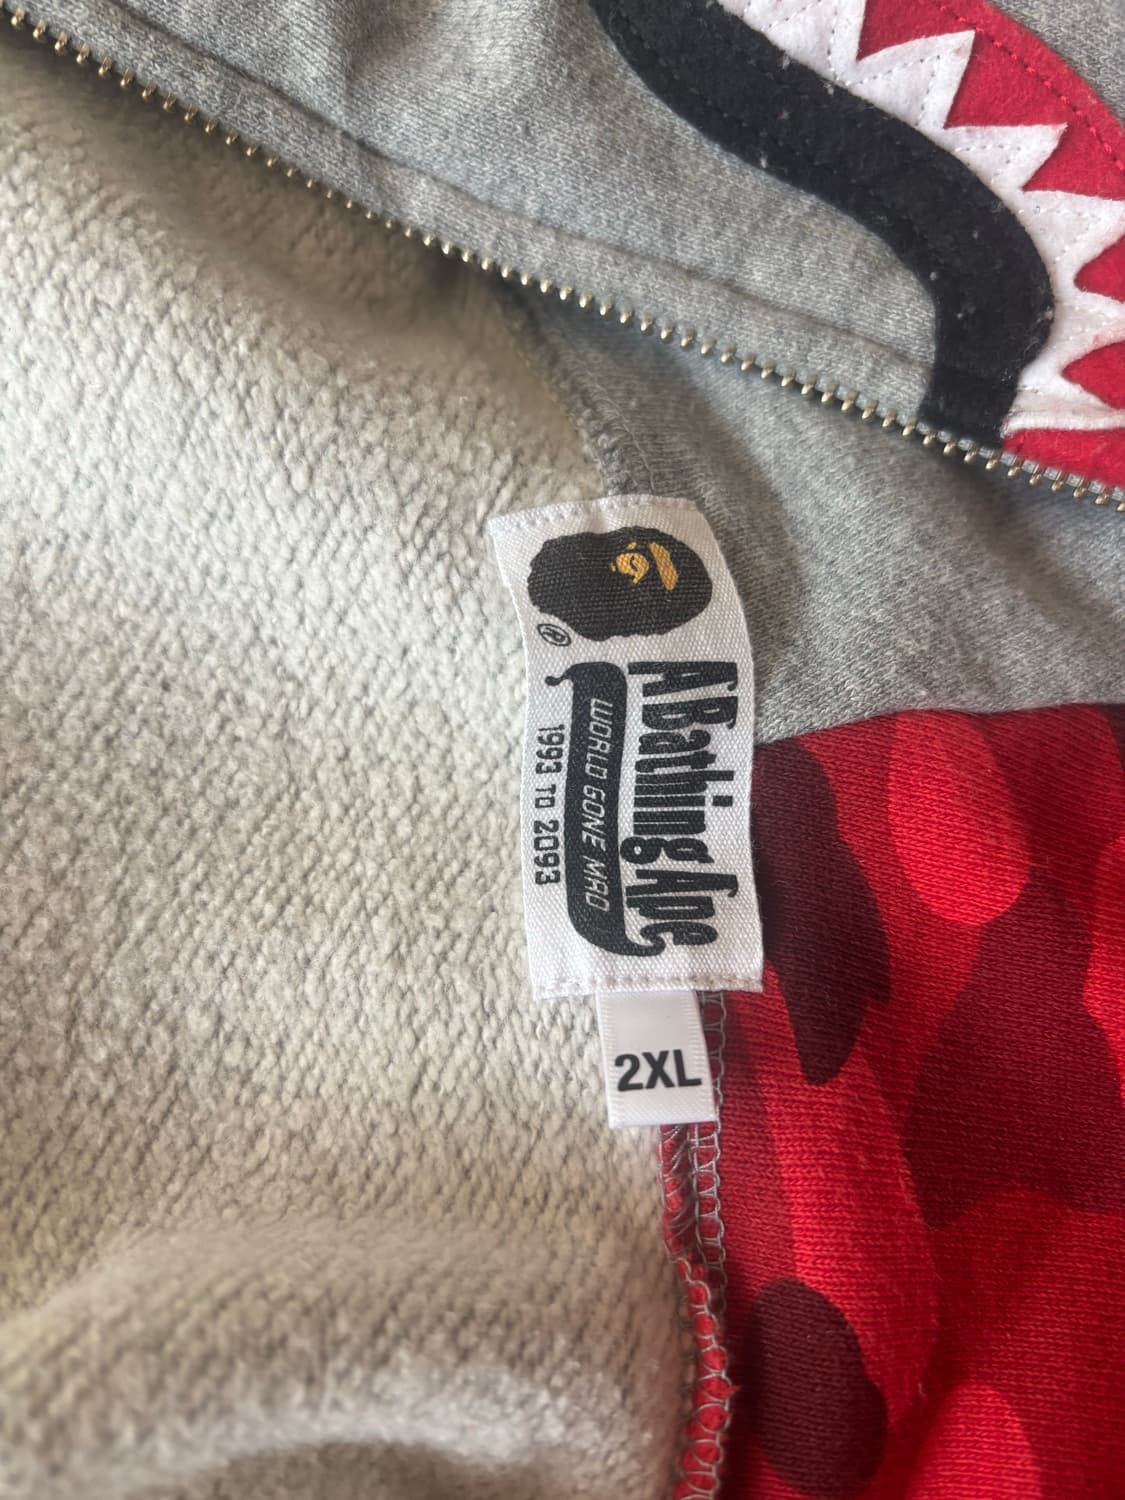 ®
A Bathing Ape
WORLD GONE MAD
1993 TO 2093
2XL